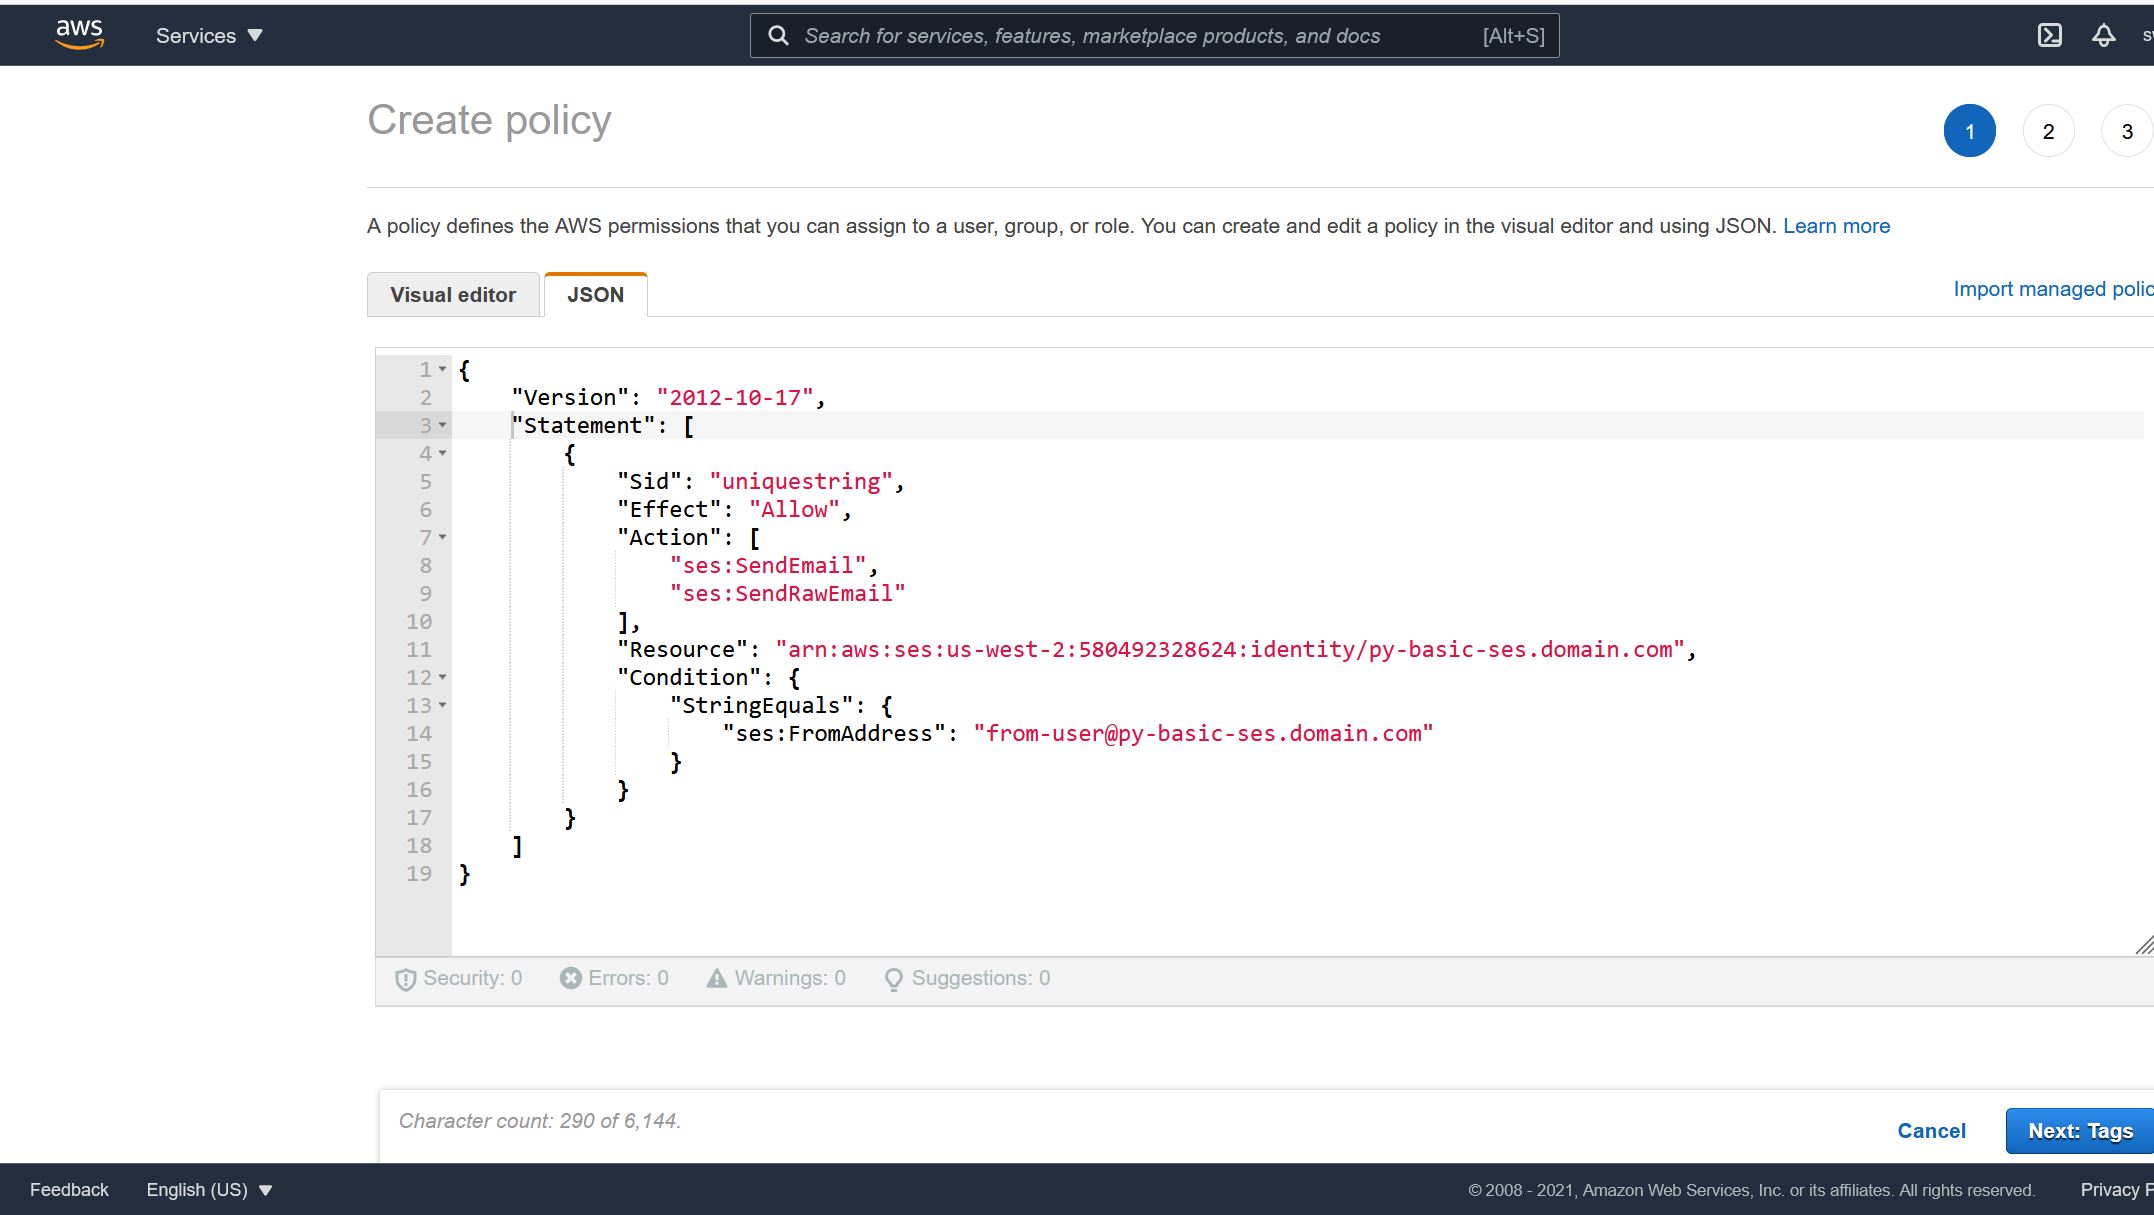 aws
Services
Search for services, features, marketplace products, and docs [Alt+S]
Create policy
1 2 3
A policy defines the AWS permissions that you can assign to a user, group, or role. You can create and edit a policy in the visual editor and using JSON. Learn more
Visual editor JSON
Import managed polic
1 {
2 "Version": "2012-10-17",
3 "Statement": [
4 {
5 "Sid": "uniquestring",
6 "Effect": "Allow",
7 "Action": [
8 "ses:SendEmail",
9 "ses:SendRawEmail"
10 ],
11 "Resource": "arn:aws:ses:us-west-2:580492328624:identity/py-basic-ses.domain.com",
12 "Condition": {
13 "StringEquals": {
14 "ses:FromAddress": "from-user@py-basic-ses.domain.com"
15 }
16 }
17 }
18 ]
19 }
Security: 0 Errors: 0 Warnings: 0 Suggestions: 0
Character count: 290 of 6,144.
Cancel Next: Tags
Feedback English (US) © 2008 - 2021, Amazon Web Services, Inc. or its affiliates. All rights reserved. Privacy P